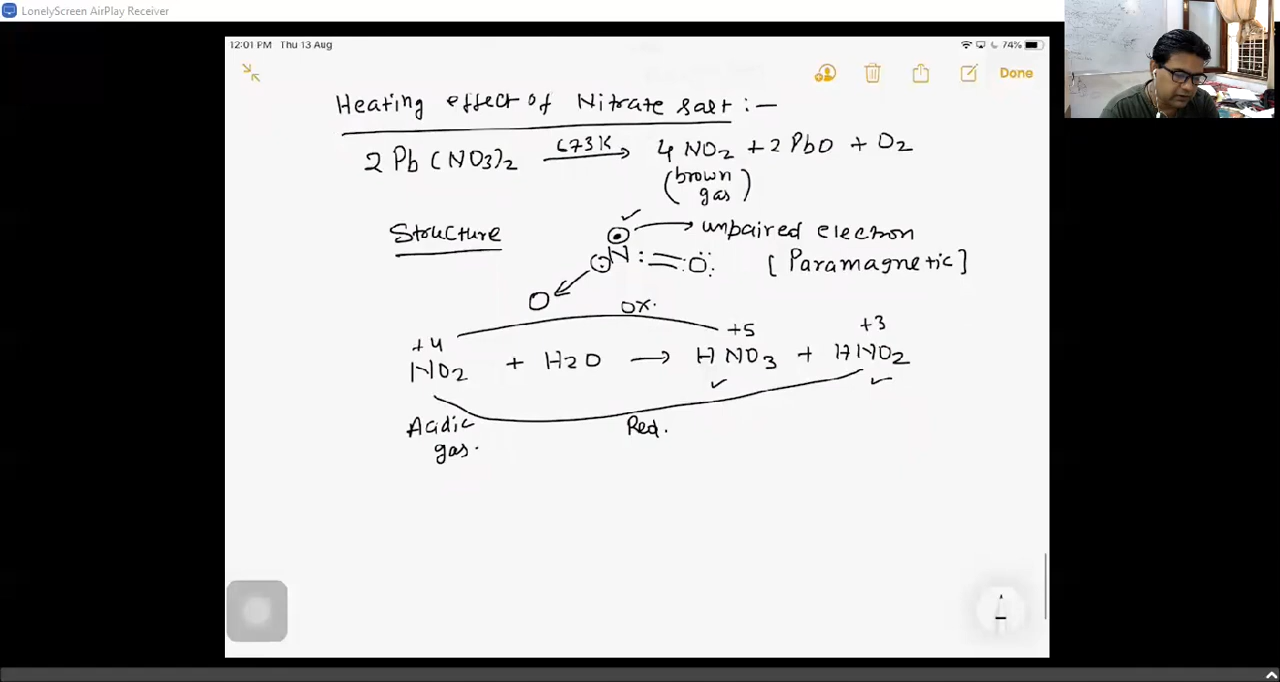 LonelyScreen AirPlay Receiver
12:01 PM Thu 13 Aug
74%
Done
Heating effect of Nitrate salt :-
2 Pb(NO3)2 673K → 4 NO2 + 2 PbO + O2
(brown gas)
Structure
unpaired electron
N : = O
[Paramagnetic]
O
ox.
+4 +5 +3
NO2 + H2O → HNO3 + HNO2
Acidic
gas.
Red.